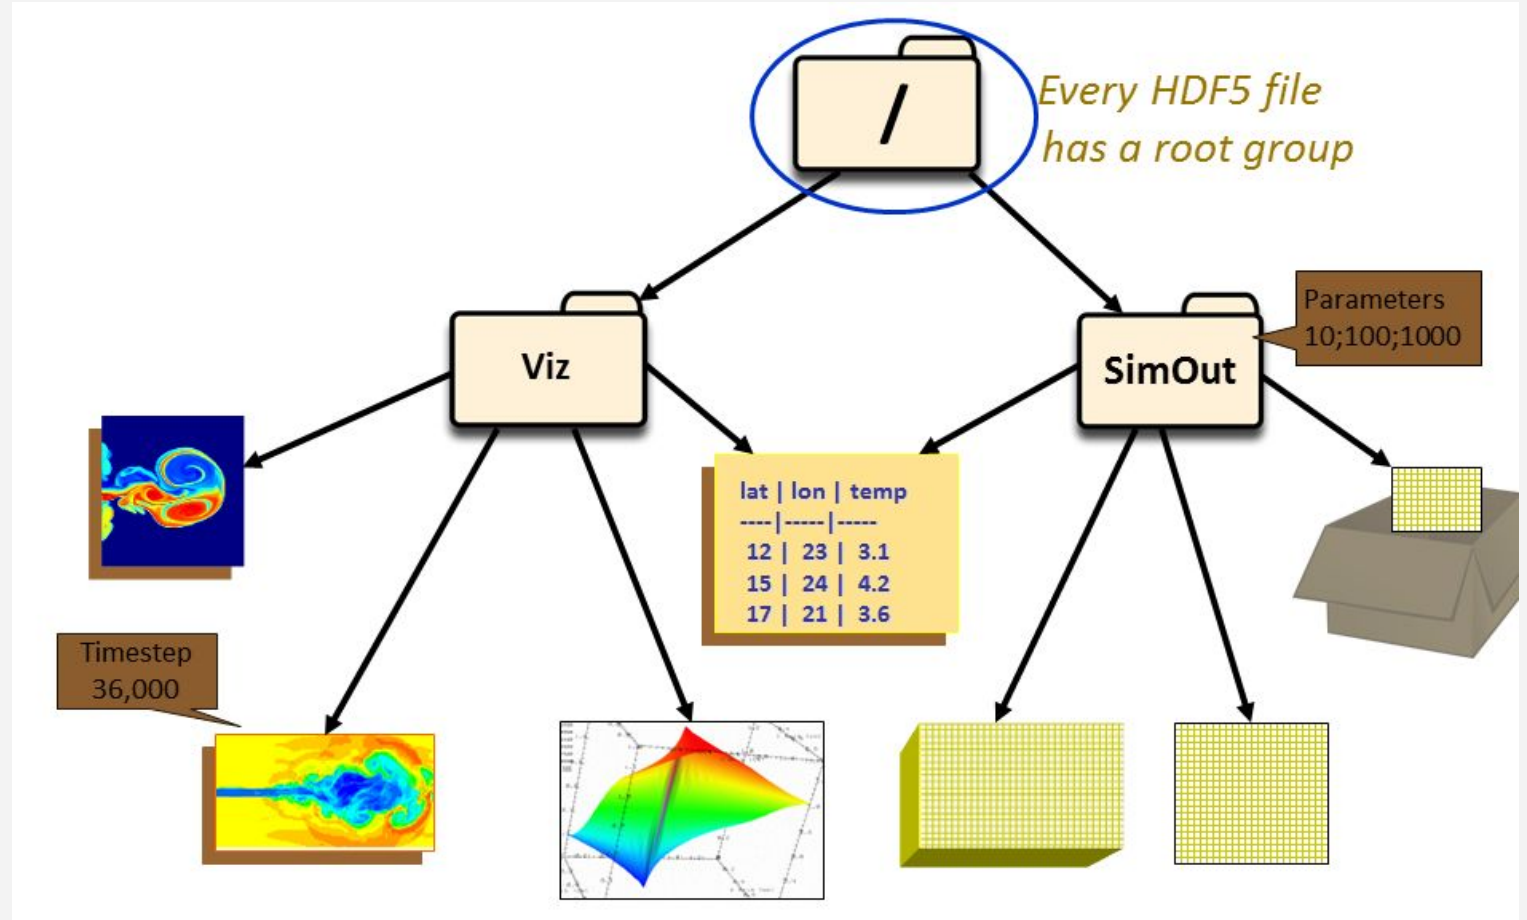 /
Every HDF5 file
has a root group
Viz
SimOut
Parameters
10;100;1000
lat | lon | temp
----|-----|-----
12 | 23 | 3.1
15 | 24 | 4.2
17 | 21 | 3.6
Timestep
36,000